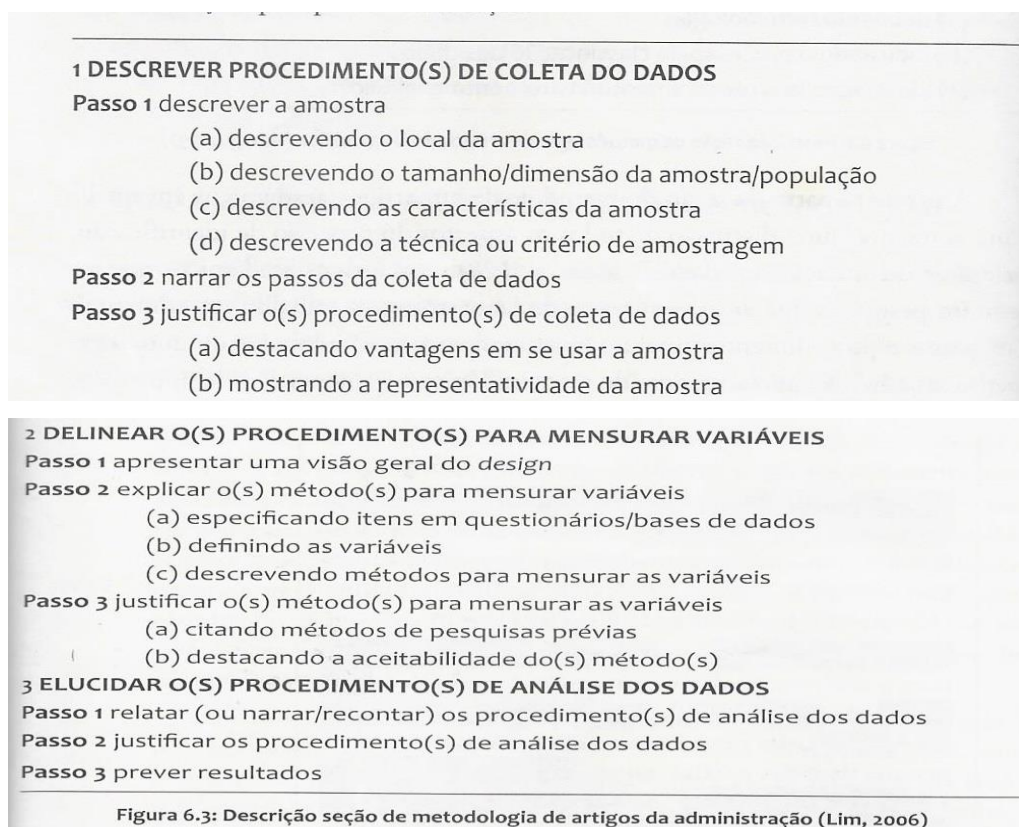 1 DESCREVER PROCEDIMENTO(S) DE COLETA DO DADOS
Passo 1 descrever a amostra
(a) descrevendo o local da amostra
(b) descrevendo o tamanho/dimensão da amostra/população
(c) descrevendo as características da amostra
(d) descrevendo a técnica ou critério de amostragem
Passo 2 narrar os passos da coleta de dados
Passo 3 justificar o(s) procedimento(s) de coleta de dados
(a) destacando vantagens em se usar a amostra
(b) mostrando a representatividade da amostra
2 DELINEAR O(S) PROCEDIMENTO(S) PARA MENSURAR VARIÁVEIS
Passo 1 apresentar uma visão geral do design
Passo 2 explicar o(s) método(s) para mensurar variáveis
(a) especificando itens em questionários/bases de dados
(b) definindo as variáveis
(c) descrevendo métodos para mensurar as variáveis
Passo 3 justificar o(s) método(s) para mensurar as variáveis
(a) citando métodos de pesquisas prévias
(b) destacando a aceitabilidade do(s) método(s)
3 ELUCIDAR O(S) PROCEDIMENTO(S) DE ANÁLISE DOS DADOS
Passo 1 relatar (ou narrar/recontar) os procedimento(s) de análise dos dados
Passo 2 justificar os procedimento(s) de análise dos dados
Passo 3 prever resultados
Figura 6.3: Descrição seção de metodologia de artigos da administração (Lim, 2006)